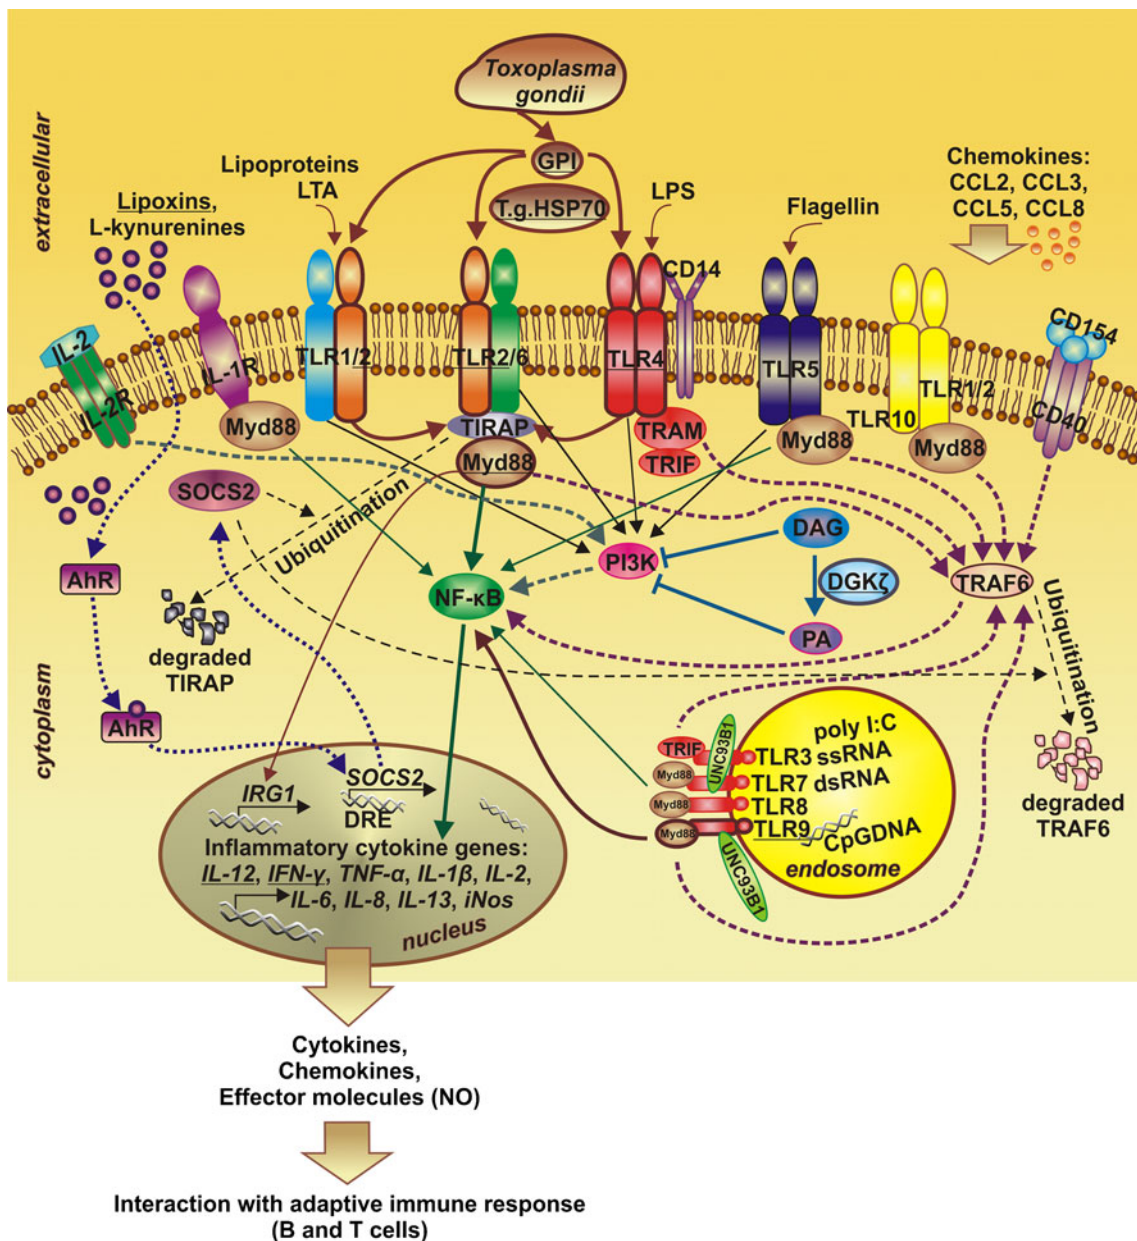 Toxoplasma
gondii
extracellular
GPI
Lipoproteins
LTA
Lipoxins,
L-kynurenines
T.g.HSP70
LPS
Flagellin
Chemokines:
CCL2, CCL3,
CCL5, CCL8
CD14
IL-2
IL-2R
IL-1R
TLR1/2
TLR2/6
TLR4
TLR5
TLR1/2
TLR10
CD154
CD40
Myd88
TIRAP
Myd88
TRAM
TRIF
Myd88
Myd88
SOCS2
Ubiquitination
DAG
PI3K
DGKζ
TRAF6
AhR
NF-κB
PA
Ubiquitination
degraded
TIRAP
cytoplasm
AhR
TRIF
UNC93B1
TLR3
poly I:C
ssRNA
Myd88
TLR7
dsRNA
Myd88
TLR8
Myd88
TLR9
CpGDNA
UNC93B1
endosome
degraded
TRAF6
IRG1
SOCS2
DRE
Inflammatory cytokine genes:
IL-12, IFN-γ, TNF-α, IL-1β, IL-2,
IL-6, IL-8, IL-13, iNos
nucleus
Cytokines,
Chemokines,
Effector molecules (NO)
Interaction with adaptive immune response
(B and T cells)